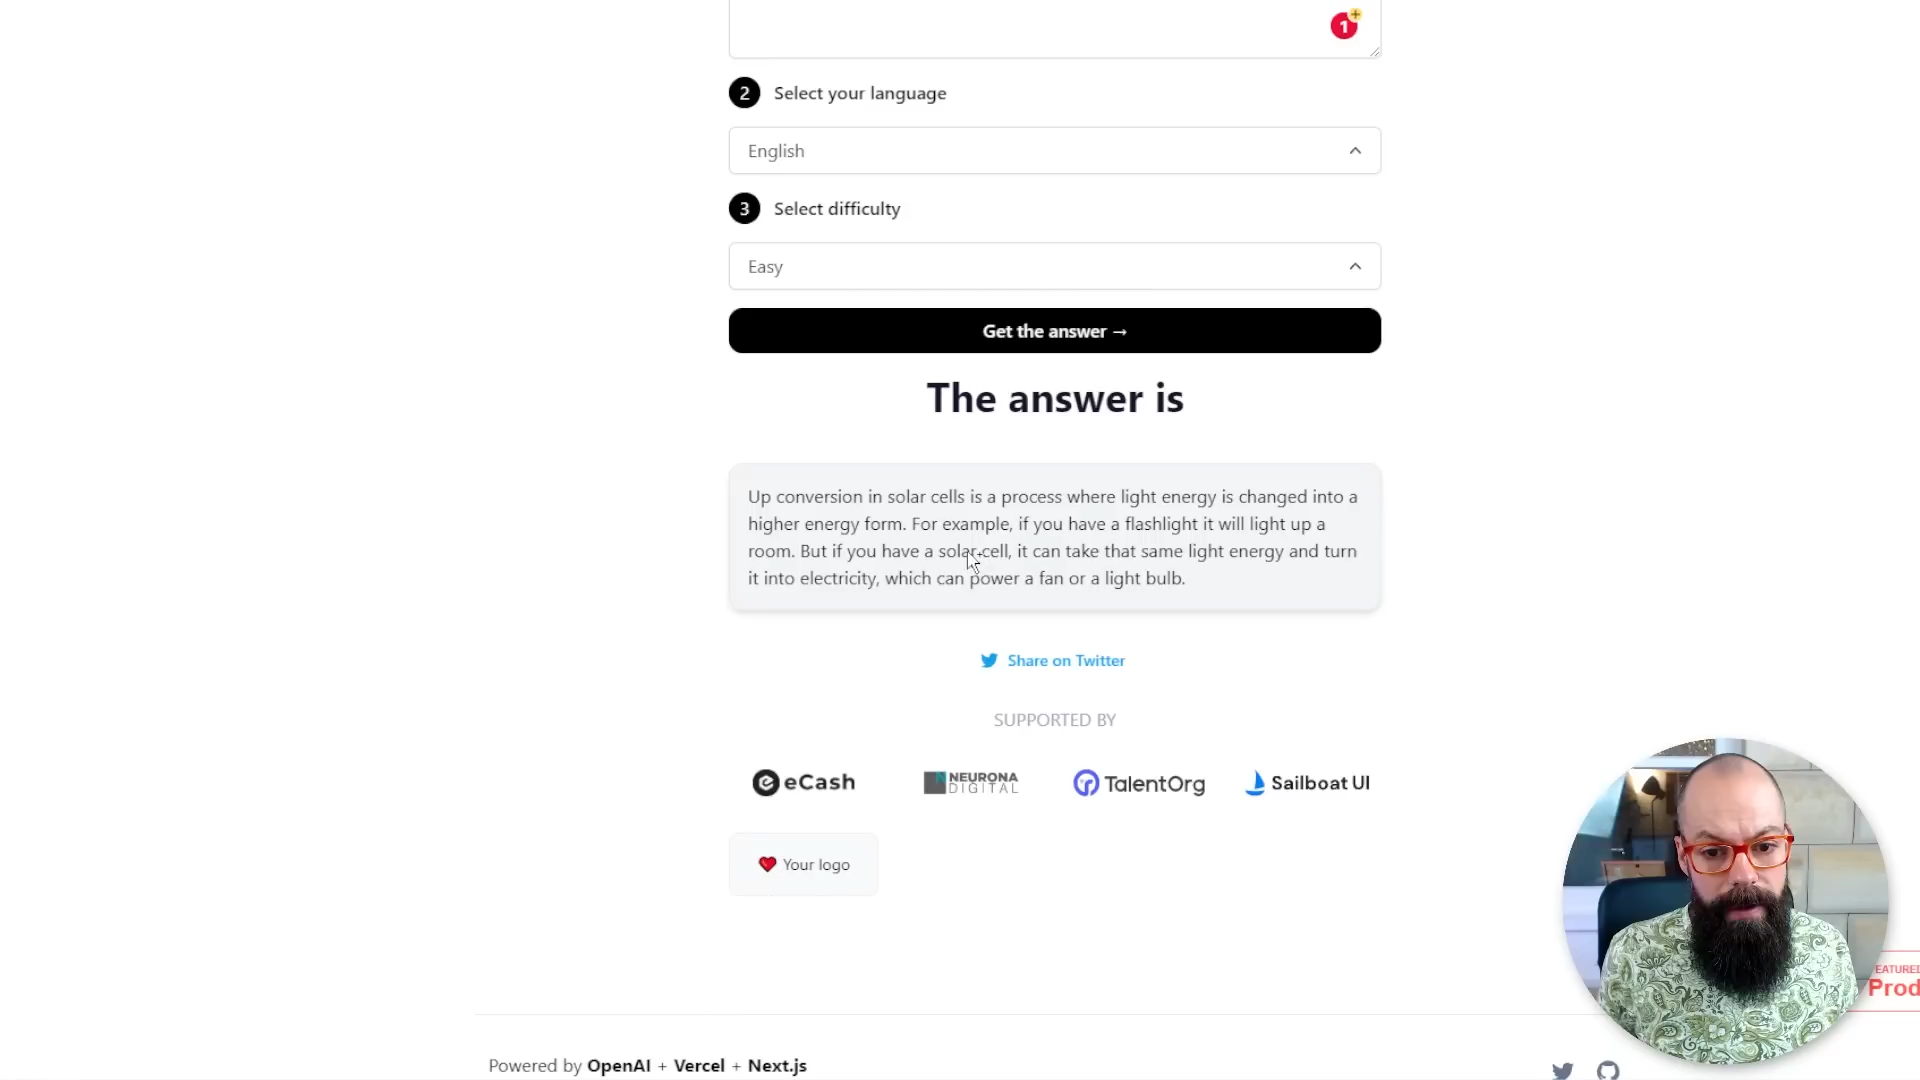 1
2 Select your language
English
3 Select difficulty
Easy
Get the answer →
The answer is
Up conversion in solar cells is a process where light energy is changed into a
higher energy form. For example, if you have a flashlight it will light up a
room. But if you have a solar cell, it can take that same light energy and turn
it into electricity, which can power a fan or a light bulb.
Share on Twitter
SUPPORTED BY
eCash
NEURONA
DIGITAL
TalentOrg
Sailboat UI
Your logo
EATURED
Prod
Powered by OpenAI + Vercel + Next.js